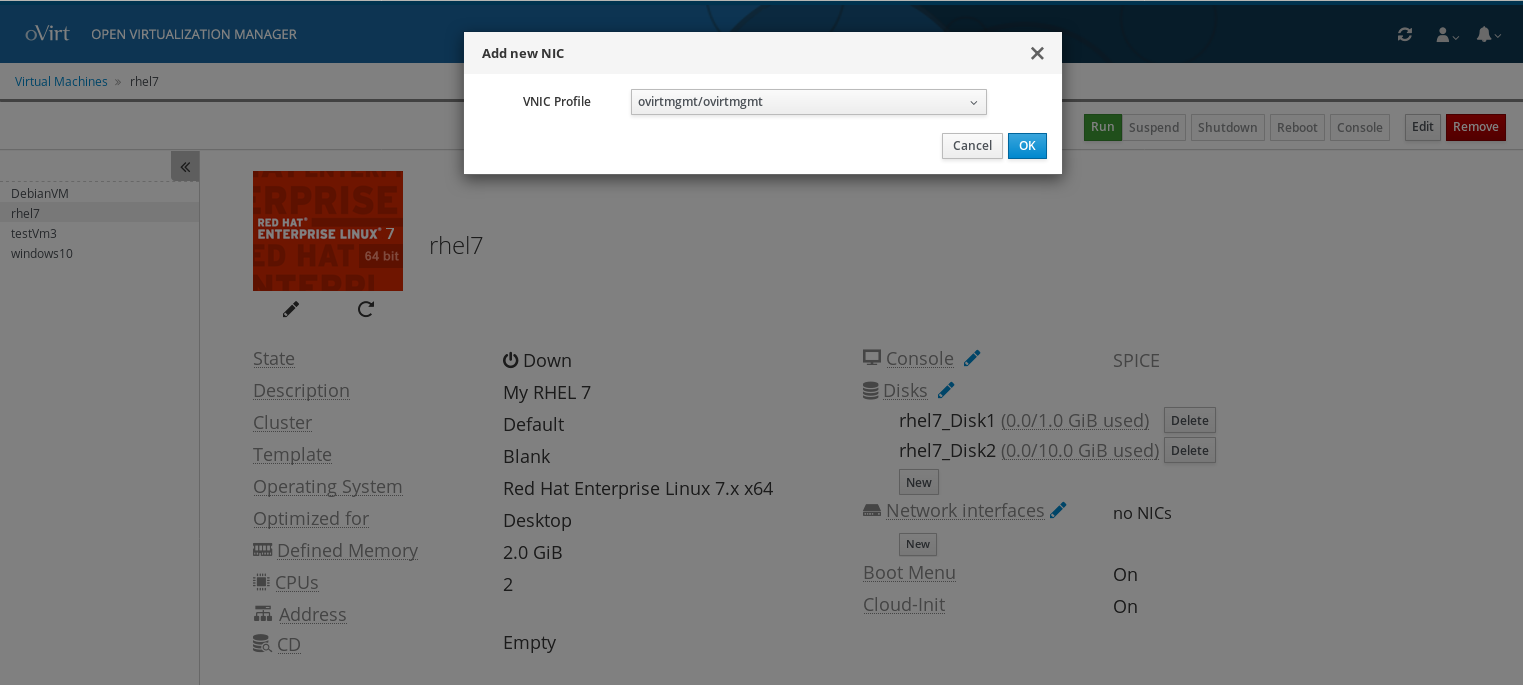 oVirt OPEN VIRTUALIZATION MANAGER
Add new NIC
Virtual Machines » rhel7
VNIC Profile ovirtmgmt/ovirtmgmt
Cancel OK
Run Suspend Shutdown Reboot Console Edit Remove
DebianVM
rhel7
testVm3
windows10
RED HAT
ENTERPRISE LINUX® 7
64 bit
rhel7
State Down
Description My RHEL 7
Cluster Default
Template Blank
Operating System Red Hat Enterprise Linux 7.x x64
Optimized for Desktop
Defined Memory 2.0 GiB
CPUs 2
Address
CD Empty
Console SPICE
Disks
rhel7_Disk1 (0.0/1.0 GiB used) Delete
rhel7_Disk2 (0.0/10.0 GiB used) Delete
New
Network interfaces no NICs
New
Boot Menu On
Cloud-Init On